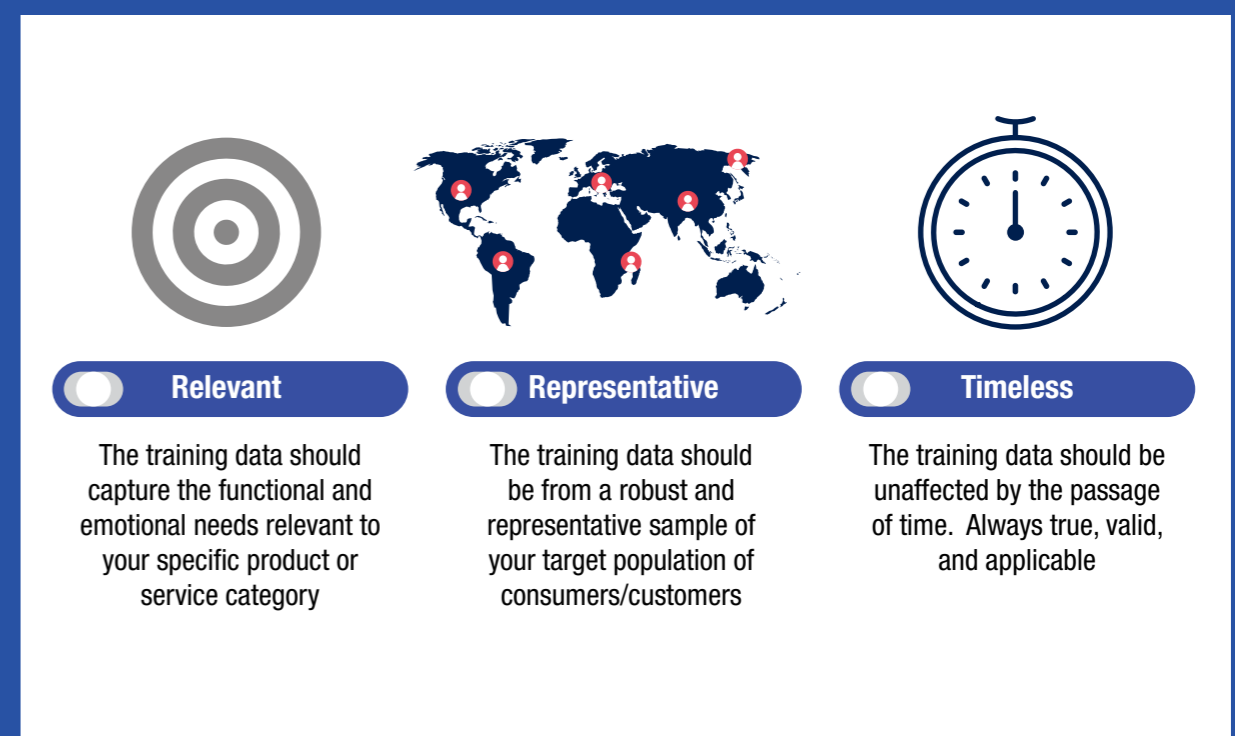 Relevant
The training data should
capture the functional and
emotional needs relevant to
your specific product or
service category
Representative
The training data should
be from a robust and
representative sample of
your target population of
consumers/customers
Timeless
The training data should be
unaffected by the passage
of time.  Always true, valid,
and applicable